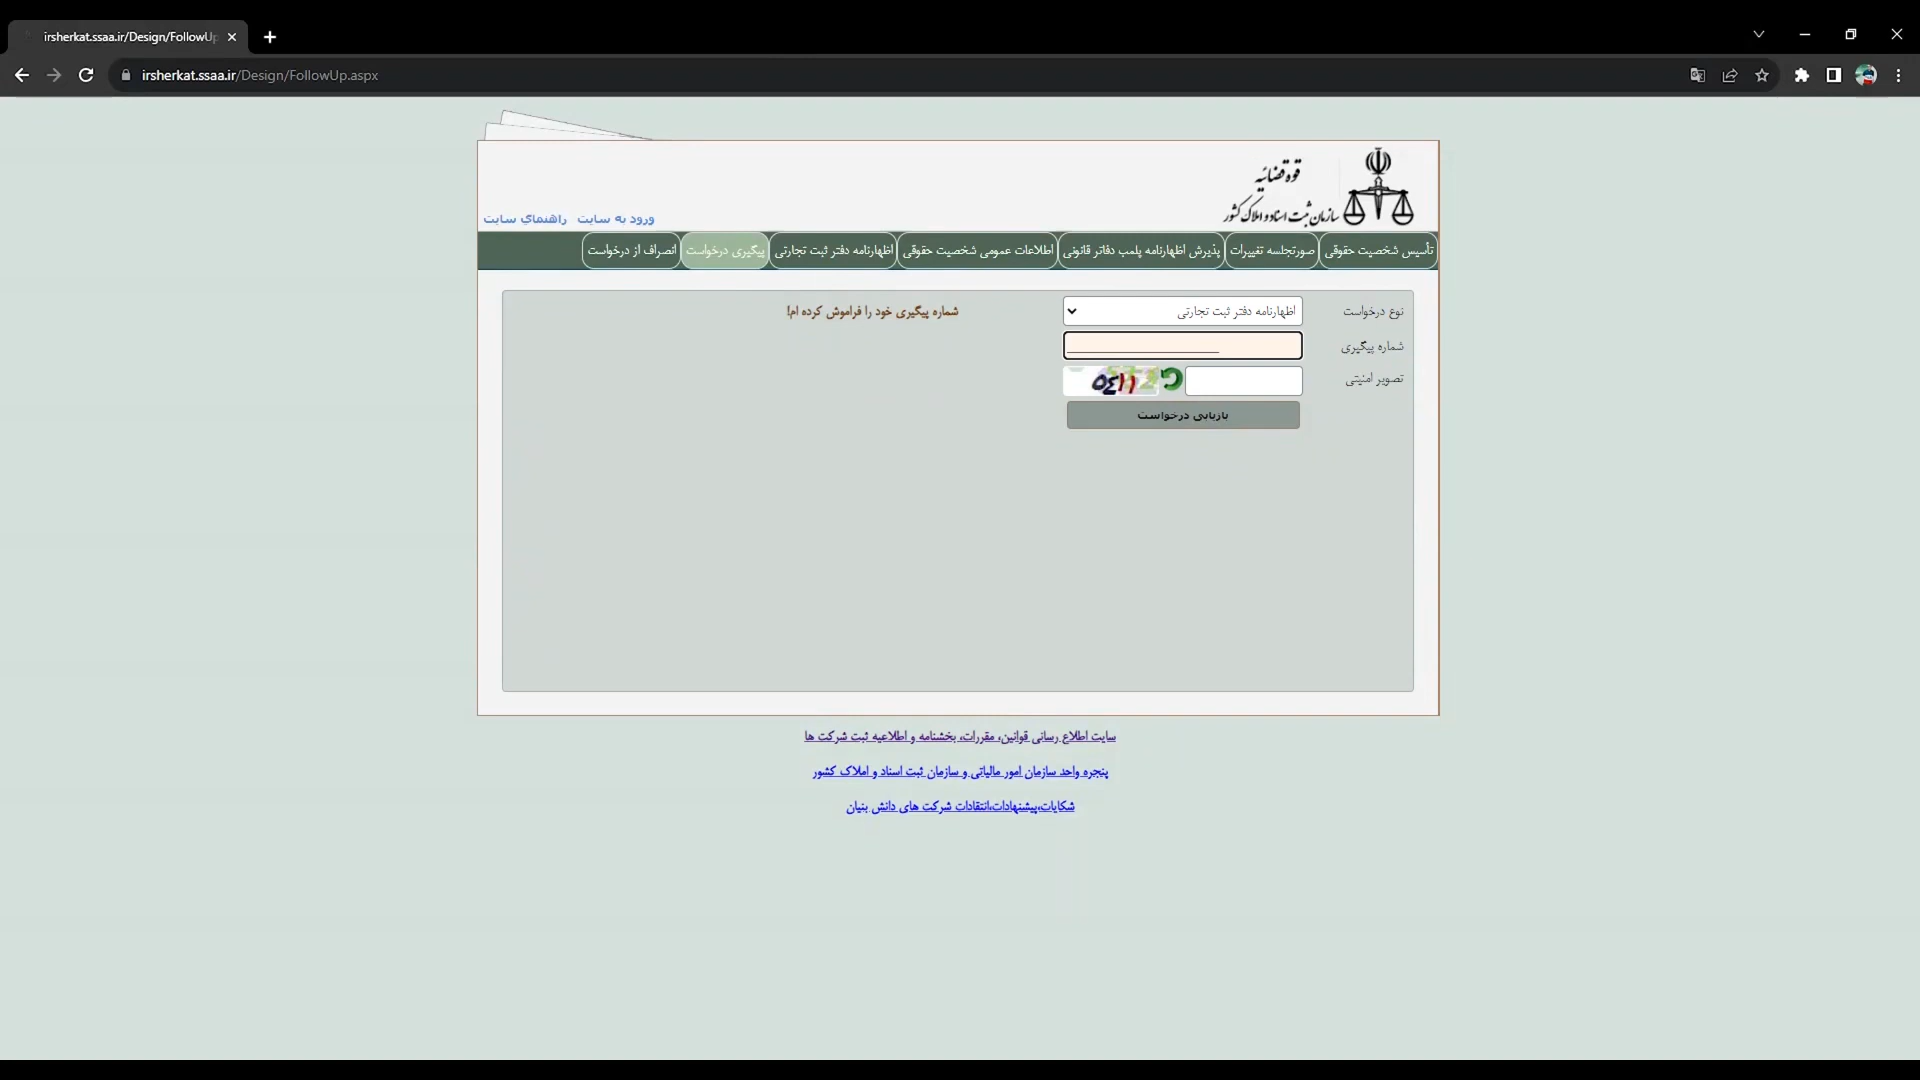 irsherkat.ssaa.ir/Design/FollowUp
irsherkat.ssaa.ir/Design/FollowUp.aspx
قوه قضائیه
سازمان ثبت اسناد و املاک کشور
ورود به سایت راهنمای سایت
تأسیس شخصیت حقوقی صورتجلسه تغییرات پذیرش اظهارنامه پلمب دفاتر قانونی اطلاعات عمومی شخصیت حقوقی اظهارنامه دفتر ثبت تجارتی پیگیری درخواست انصراف از درخواست
نوع درخواست اظهارنامه دفتر ثبت تجارتی شماره پیگیری خود را فراموش کرده ام!
شماره پیگیری
تصویر امنیتی
بازیابی درخواست
سایت اطلاع رسانی قوانین، مقررات، بخشنامه و اطلاعیه ثبت شرکت ها
پنجره واحد سازمان امور مالیاتی و سازمان ثبت اسناد و املاک کشور
شکایات،پیشنهادات،انتقادات شرکت های دانش بنیان